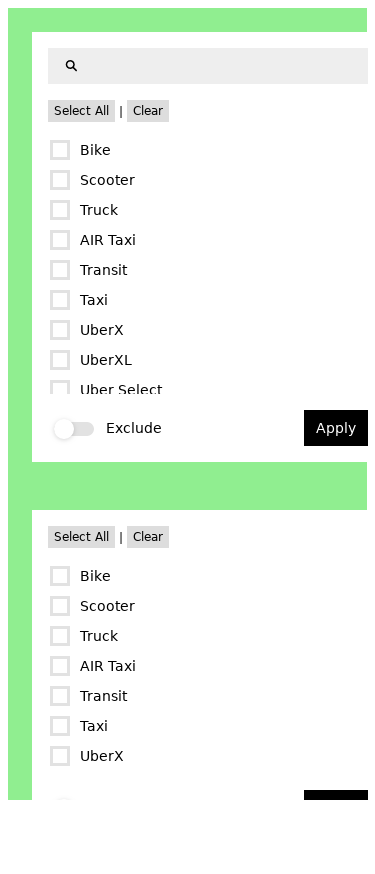 Select All | Clear
Bike
Scooter
Truck
AIR Taxi
Transit
Taxi
UberX
UberXL
Uber Select
Exclude Apply
Select All | Clear
Bike
Scooter
Truck
AIR Taxi
Transit
Taxi
UberX